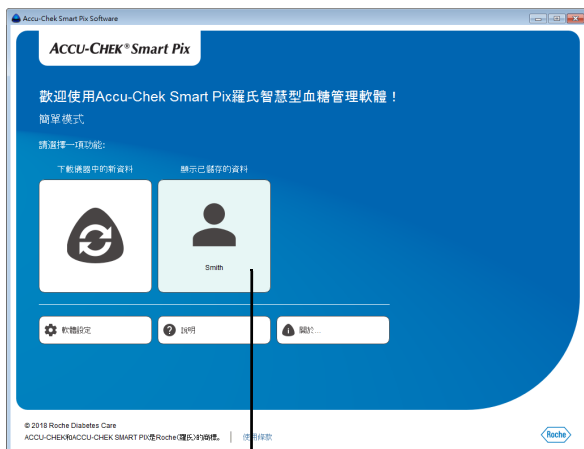 Accu-Chek Smart Pix Software
ACCU-CHEK® Smart Pix
歡迎使用Accu-Chek Smart Pix羅氏智慧型血糖管理軟體！
簡單模式
請選擇一項功能:
下載機器中的新資料
顯示已儲存的資料
Smith
軟體設定
說明
關於...
© 2018 Roche Diabetes Care
ACCU-CHEK和ACCU-CHEK SMART PIX是Roche(羅氏)的商標。
使用條款
Roche